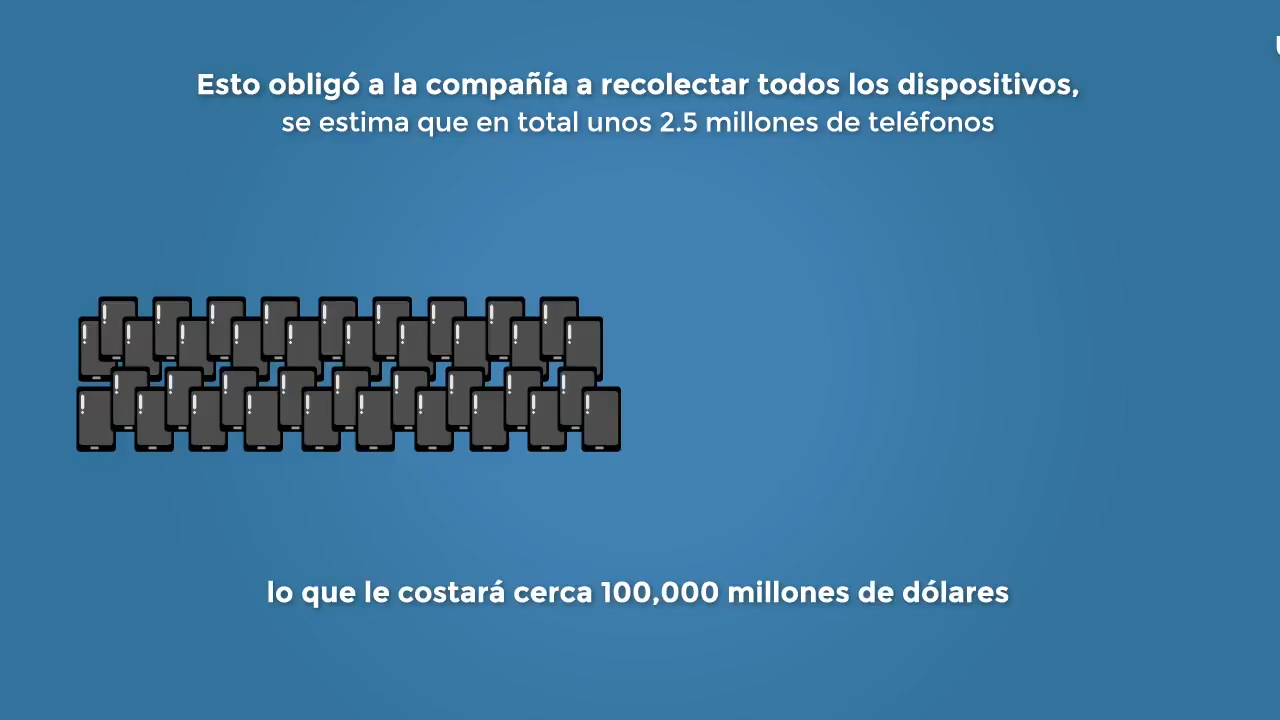 Esto obligó a la compañía a recolectar todos los dispositivos,
se estima que en total unos 2.5 millones de teléfonos
lo que le costará cerca 100,000 millones de dólares